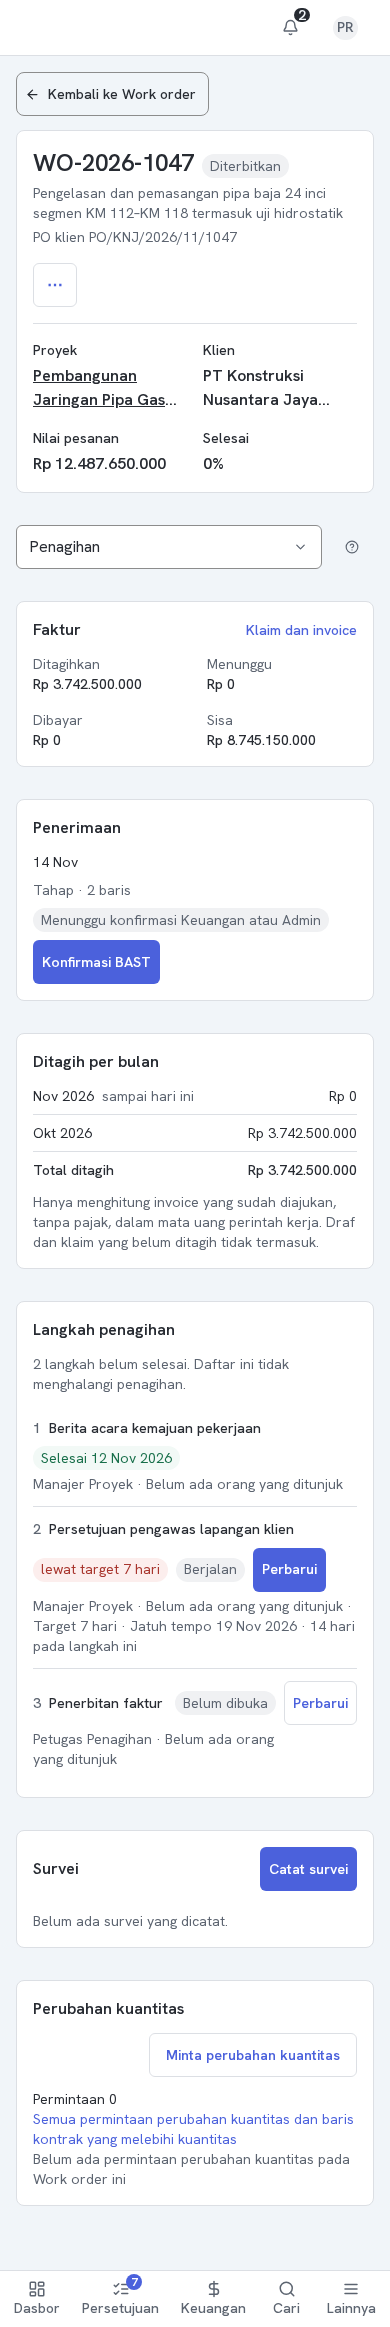 2
PR
Kembali ke Work order
WO-2026-1047 Diterbitkan
Pengelasan dan pemasangan pipa baja 24 inci
segmen KM 112–KM 118 termasuk uji hidrostatik
PO klien PO/KNJ/2026/11/1047
Proyek
Pembangunan
Jaringan Pipa Gas...
Klien
PT Konstruksi
Nusantara Jaya...
Nilai pesanan
Rp 12.487.650.000
Selesai
0%
Penagihan
Faktur
Klaim dan invoice
Ditagihkan
Rp 3.742.500.000
Menunggu
Rp 0
Dibayar
Rp 0
Sisa
Rp 8.745.150.000
Penerimaan
14 Nov
Tahap · 2 baris
Menunggu konfirmasi Keuangan atau Admin
Konfirmasi BAST
Ditagih per bulan
Nov 2026 sampai hari ini Rp 0
Okt 2026 Rp 3.742.500.000
Total ditagih Rp 3.742.500.000
Hanya menghitung invoice yang sudah diajukan,
tanpa pajak, dalam mata uang perintah kerja. Draf
dan klaim yang belum ditagih tidak termasuk.
Langkah penagihan
2 langkah belum selesai. Daftar ini tidak
menghalangi penagihan.
1 Berita acara kemajuan pekerjaan
Selesai 12 Nov 2026
Manajer Proyek · Belum ada orang yang ditunjuk
2 Persetujuan pengawas lapangan klien
lewat target 7 hari Berjalan Perbarui
Manajer Proyek · Belum ada orang yang ditunjuk ·
Target 7 hari · Jatuh tempo 19 Nov 2026 · 14 hari
pada langkah ini
3 Penerbitan faktur Belum dibuka Perbarui
Petugas Penagihan · Belum ada orang
yang ditunjuk
Survei
Catat survei
Belum ada survei yang dicatat.
Perubahan kuantitas
Minta perubahan kuantitas
Permintaan 0
Semua permintaan perubahan kuantitas dan baris
kontrak yang melebihi kuantitas
Belum ada permintaan perubahan kuantitas pada
Work order ini
7
Dasbor Persetujuan Keuangan Cari Lainnya